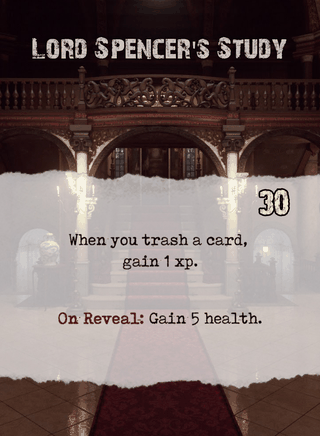 Lord Spencer's Study
30
When you trash a card,
gain 1 xp.
On Reveal: Gain 5 health.